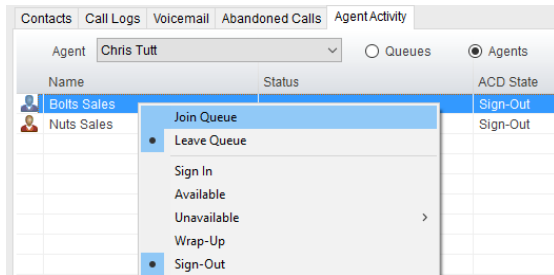 Contacts Call Logs Voicemail Abandoned Calls Agent Activity
Agent Chris Tutt Queues Agents
Name Status ACD State
Bolts Sales Sign-Out
Nuts Sales Sign-Out
Join Queue
Leave Queue
Sign In
Available
Unavailable
Wrap-Up
Sign-Out